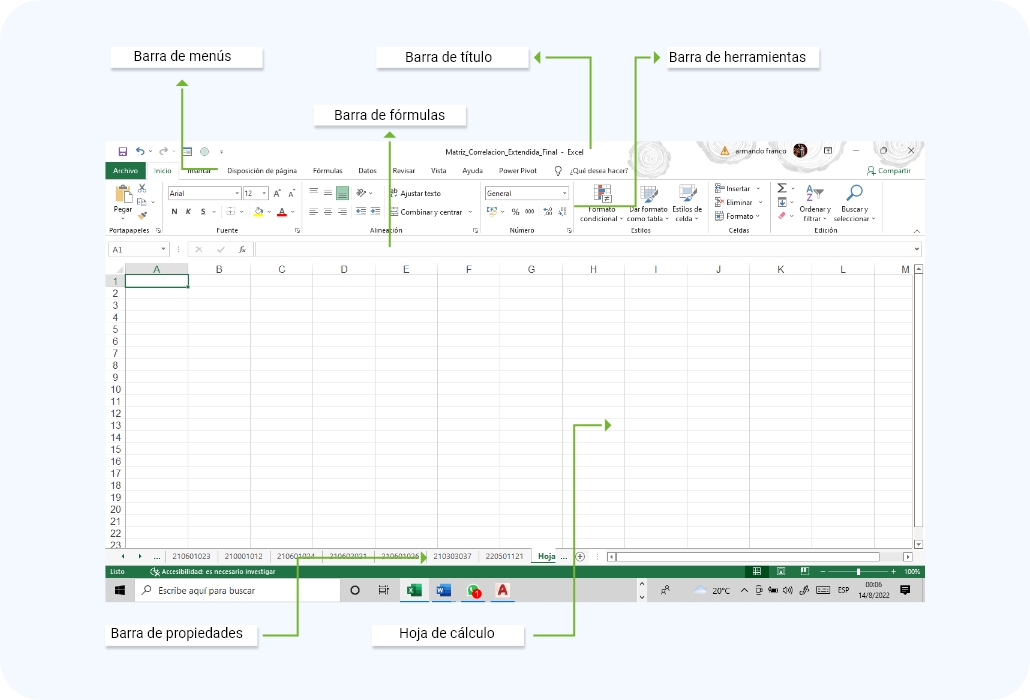 Barra de menús
Barra de título
Barra de herramientas
Barra de fórmulas
Matriz_Correlacion_Extendida_Final - Excel
armando franco
Archivo Inicio Insertar Disposición de página Fórmulas Datos Revisar Vista Ayuda Power Pivot ¿Qué desea hacer? Compartir
Pegar
Arial 12
N K S
Ajustar texto
Combinar y centrar
General
% 000
Formato condicional
Dar formato como tabla
Estilos de celda
Insertar
Eliminar
Formato
Ordenar y filtrar
Buscar y seleccionar
Portapapeles Fuente Alineación Número Estilos Celdas Edición
A1 fx
A B C D E F G H I J K L M
1
2
3
4
5
6
7
8
9
10
11
12
13
14
15
16
17
18
19
20
21
22
23
... 210601023 210001012 210601024 210602021 210601026 210303037 220501121 Hoja ...
Listo Accesibilidad: es necesario investigar 100%
Escribe aquí para buscar
20°C ESP 00:06
14/8/2022
Barra de propiedades
Hoja de cálculo